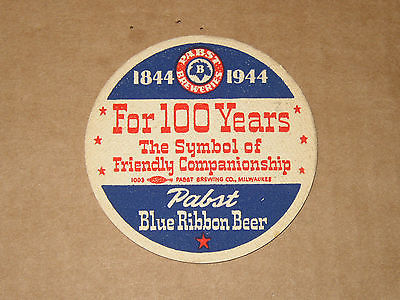 PABST
B
BREWERIES
1844 1944
For 100 Years
The Symbol of
Friendly Companionship
1003 PABST BREWING CO., MILWAUKEE
Pabst
Blue Ribbon Beer